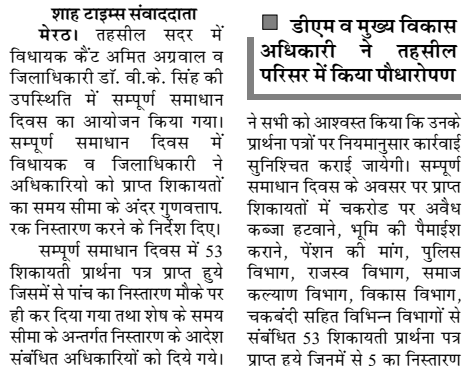 शाह टाइम्स संवाददाता
मेरठ। तहसील सदर में
विधायक कैंट अमित अग्रवाल व
जिलाधिकारी डॉ. वी.के. सिंह की
उपस्थिति में सम्पूर्ण समाधान
दिवस का आयोजन किया गया।
सम्पूर्ण समाधान दिवस में
विधायक व जिलाधिकारी ने
अधिकारियो को प्राप्त शिकायतों
का समय सीमा के अंदर गुणवत्ताप.
रक निस्तारण करने के निर्देश दिए।
सम्पूर्ण समाधान दिवस में 53
शिकायती प्रार्थना पत्र प्राप्त हुये
जिसमें से पांच का निस्तारण मौके पर
ही कर दिया गया तथा शेष के समय
सीमा के अन्तर्गत निस्तारण के आदेश
संबंधित अधिकारियों को दिये गये।
डीएम व मुख्य विकास
अधिकारी ने तहसील
परिसर में किया पौधारोपण
ने सभी को आश्वस्त किया कि उनके
प्रार्थना पत्रों पर नियमानुसार कार्रवाई
सुनिश्चित कराई जायेगी। सम्पूर्ण
समाधान दिवस के अवसर पर प्राप्त
शिकायतों में चकरोड पर अवैध
कब्जा हटवाने, भूमि की पैमाईश
कराने, पेंशन की मांग, पुलिस
विभाग, राजस्व विभाग, समाज
कल्याण विभाग, विकास विभाग,
चकबंदी सहित विभिन्न विभागों से
संबंधित 53 शिकायती प्रार्थना पत्र
प्राप्त हुये जिनमें से 5 का निस्तारण